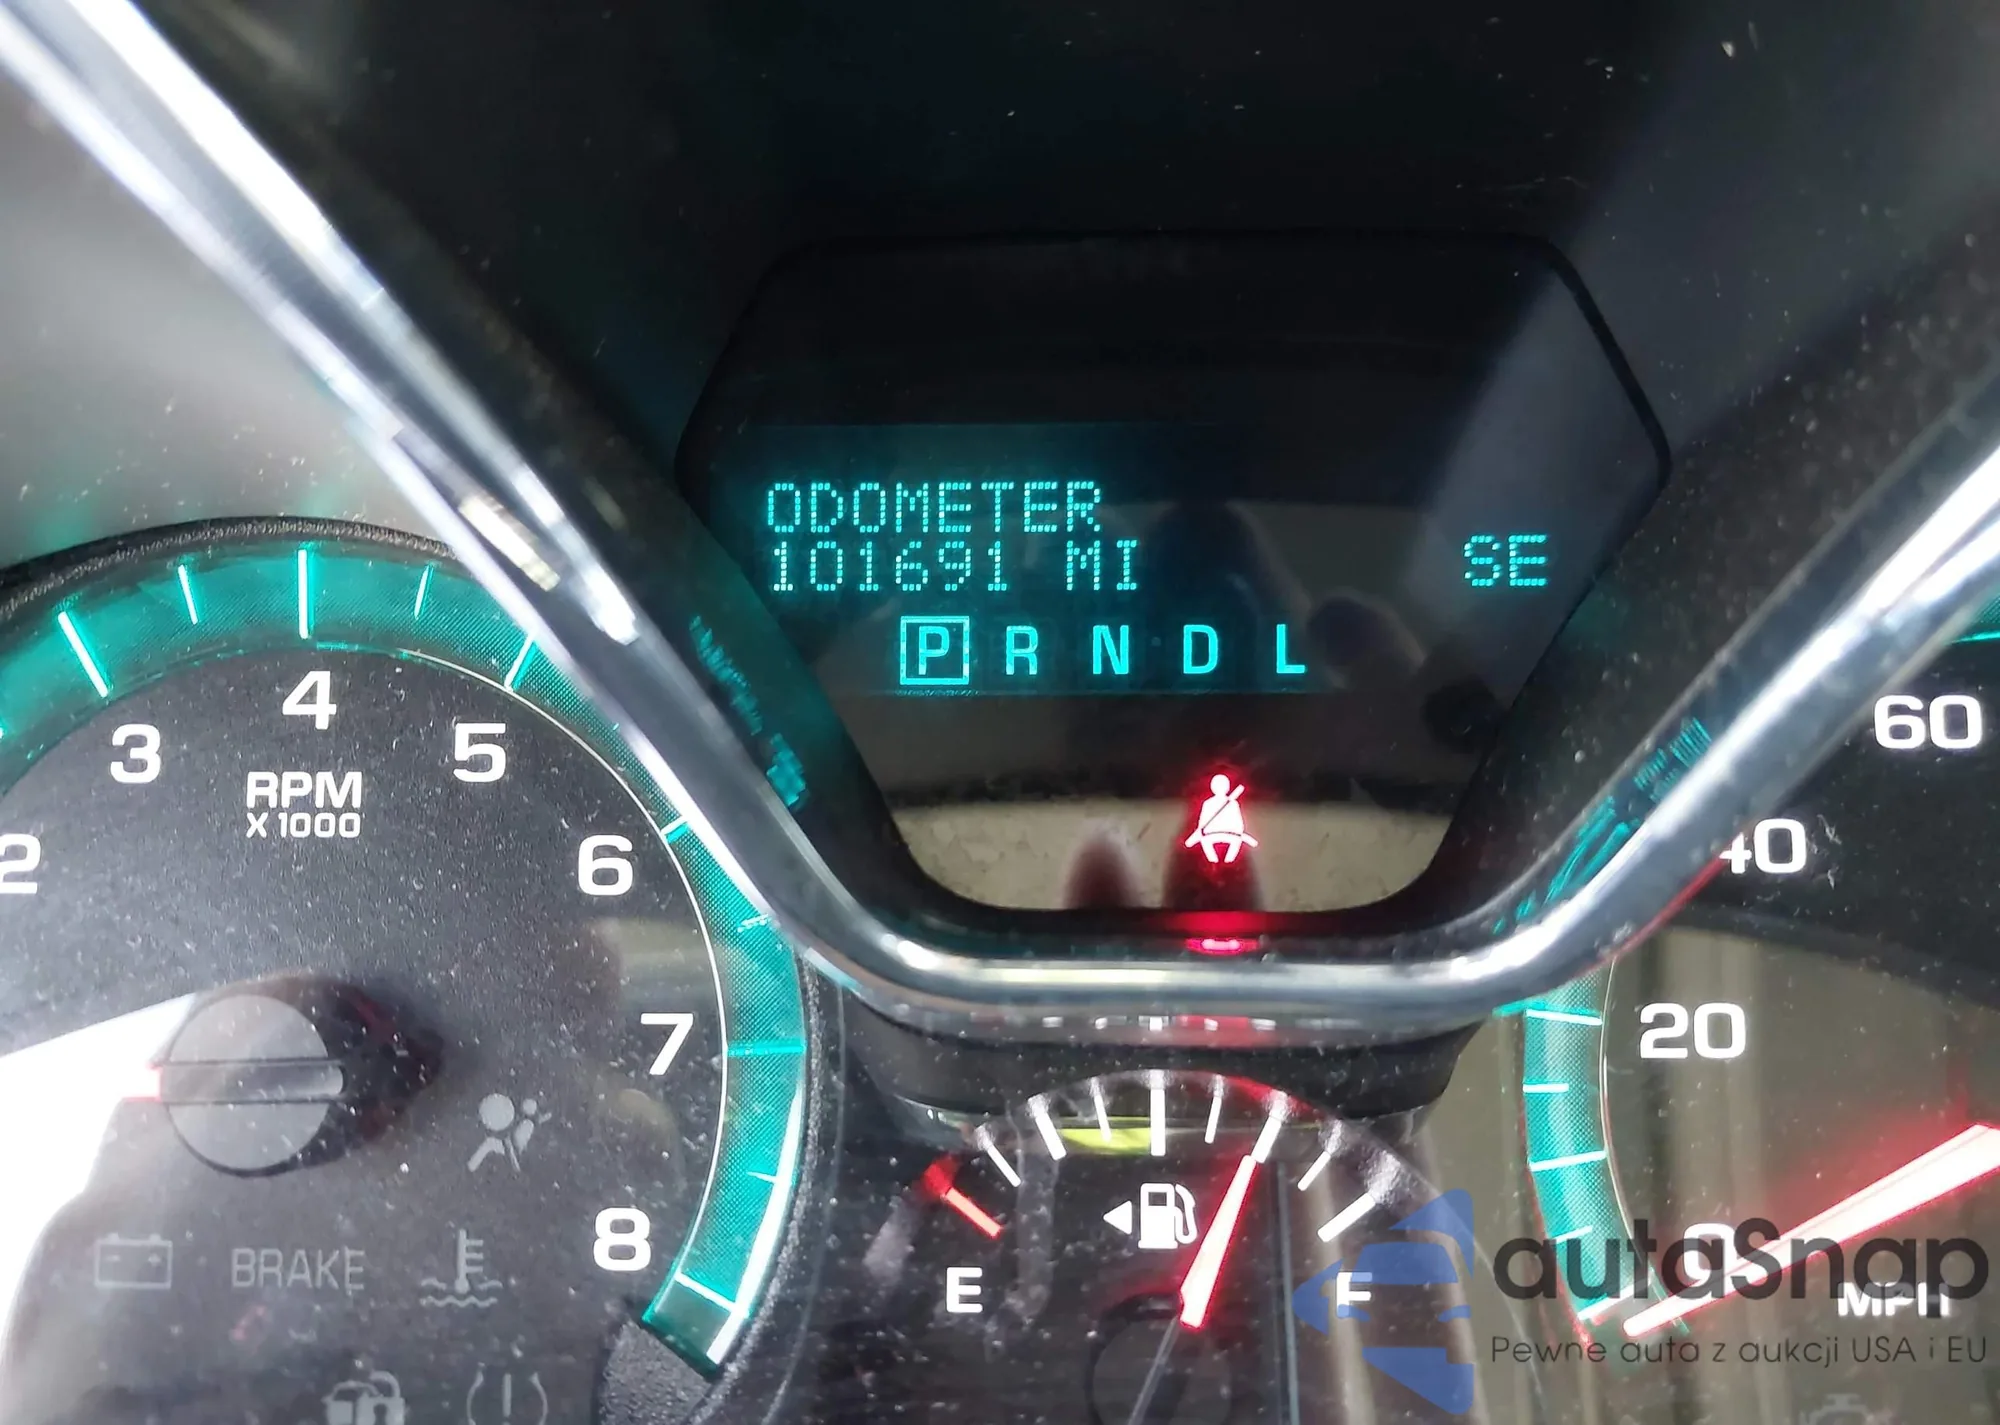 ODOMETER
101691 MI
SE
P R N D L
2
3
4
5
6
7
8
RPM
X 1000
BRAKE
E
F
60
40
20
0
MPH
autaSnap
Pewne auta z aukcji USA i EU